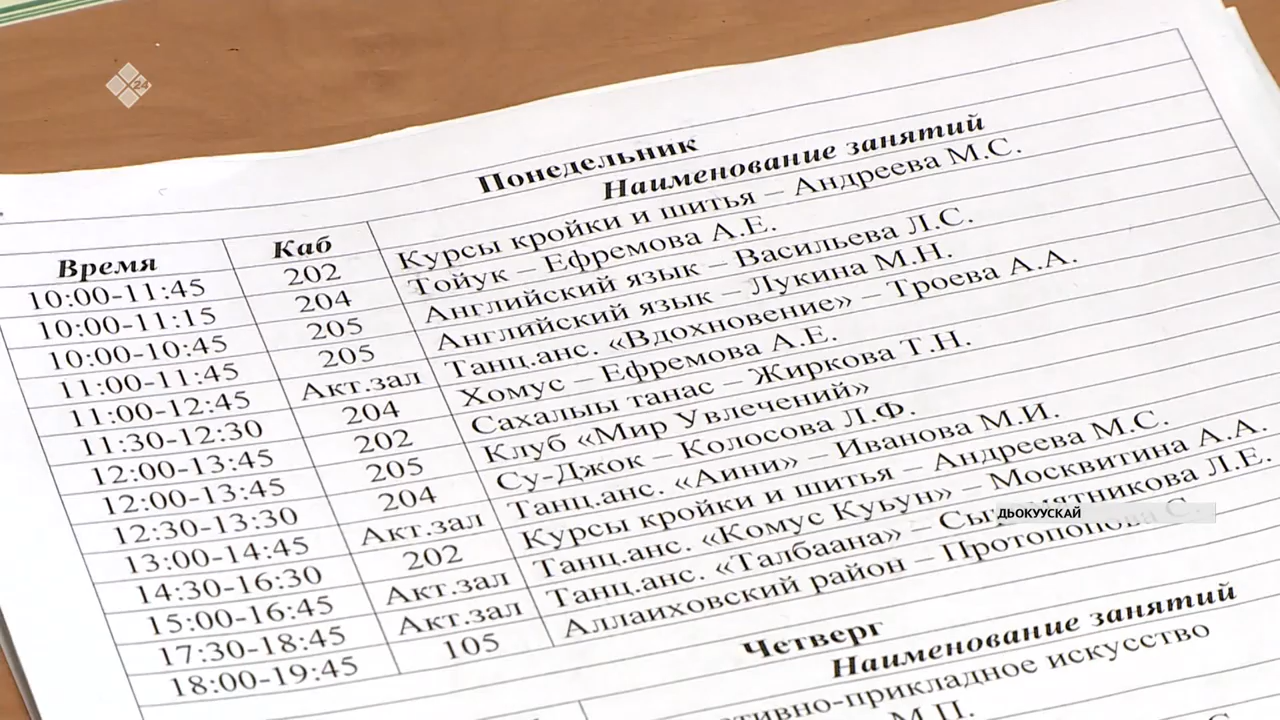 24
Понедельник
Время Каб Наименование занятий
10:00-11:45 202 Курсы кройки и шитья – Андреева М.С.
10:00-11:15 204 Тойук – Ефремова А.Е.
10:00-10:45 205 Английский язык – Васильева Л.С.
11:00-11:45 205 Английский язык – Лукина М.Н.
11:00-12:45 Акт.зал Танц.анс. «Вдохновение» – Троева А.А.
11:30-12:30 204 Хомус – Ефремова А.Е.
12:00-13:45 202 Сахалыы танас – Жиркова Т.Н.
12:00-13:45 205 Клуб «Мир Увлечений»
12:30-13:30 204 Су-Джок – Колосова Л.Ф.
13:00-14:45 Акт.зал Танц.анс. «Аини» – Иванова М.И.
14:30-16:30 202 Курсы кройки и шитья – Андреева М.С.
15:00-16:45 Акт.зал Танц.анс. «Комус Куьун» – Москвитина А.А.
17:30-18:45 Акт.зал Танц.анс. «Талбаана» – Л.Е.
18:00-19:45 105 Аллаиховский район – Протопопова С.
ДЬОКУУСКАЙ
Четверг
Наименование занятий
тивно-прикладное искусство
М.П.